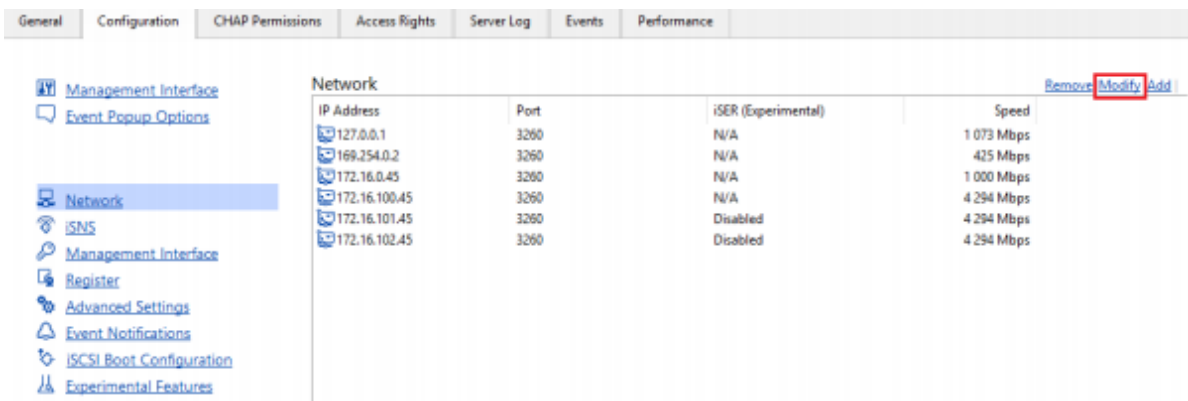 General Configuration CHAP Permissions Access Rights Server Log Events Performance
Management Interface
Event Popup Options
Network
iSNS
Management Interface
Register
Advanced Settings
Event Notifications
iSCSI Boot Configuration
Experimental Features
Network Remove Modify Add
IP Address Port iSER (Experimental) Speed
127.0.0.1 3260 N/A 1 073 Mbps
169.254.0.2 3260 N/A 425 Mbps
172.16.0.45 3260 N/A 1 000 Mbps
172.16.100.45 3260 N/A 4 294 Mbps
172.16.101.45 3260 Disabled 4 294 Mbps
172.16.102.45 3260 Disabled 4 294 Mbps